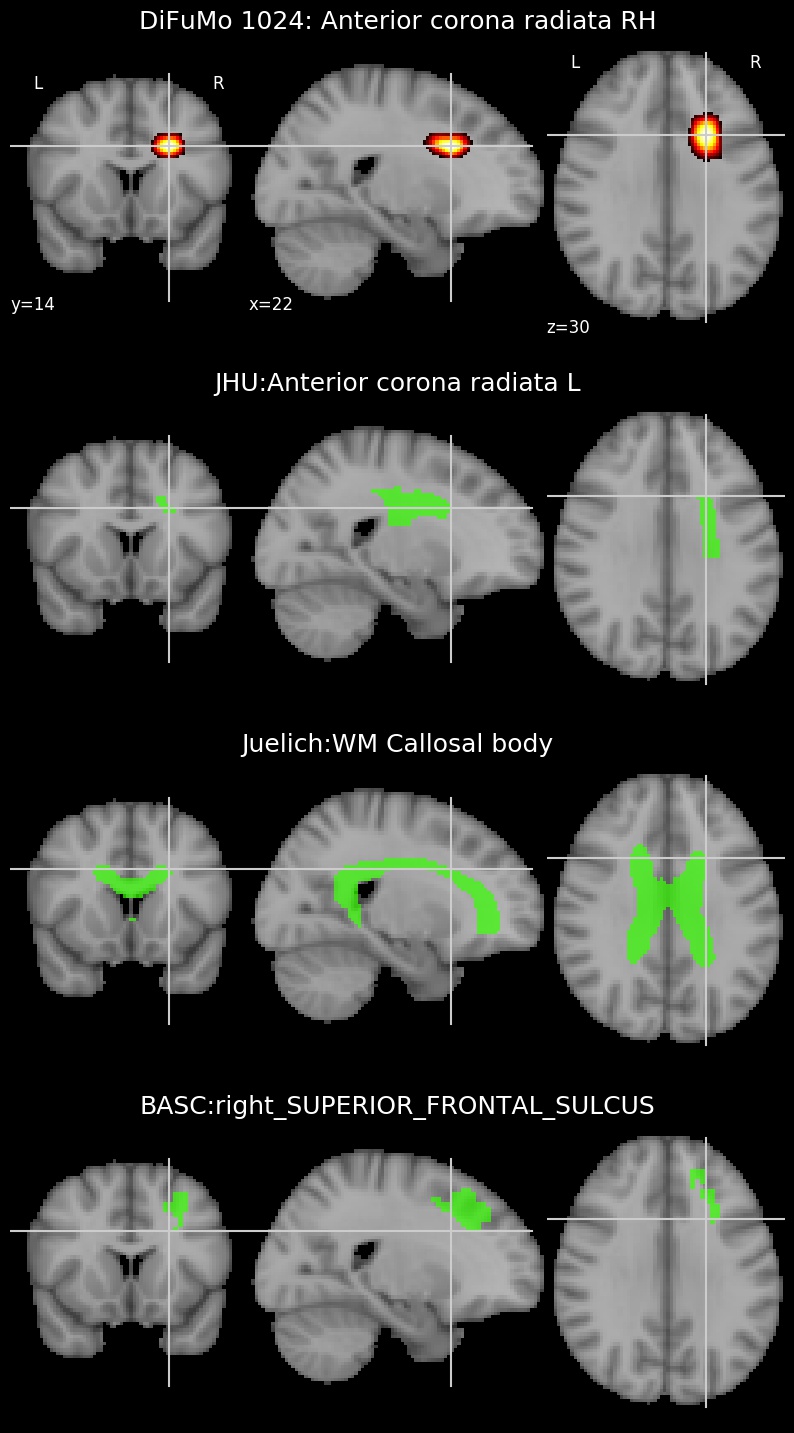 DiFuMo 1024: Anterior corona radiata RH
L R L R
y=14 x=22 z=30
JHU:Anterior corona radiata L
Juelich:WM Callosal body
BASC:right_SUPERIOR_FRONTAL_SULCUS